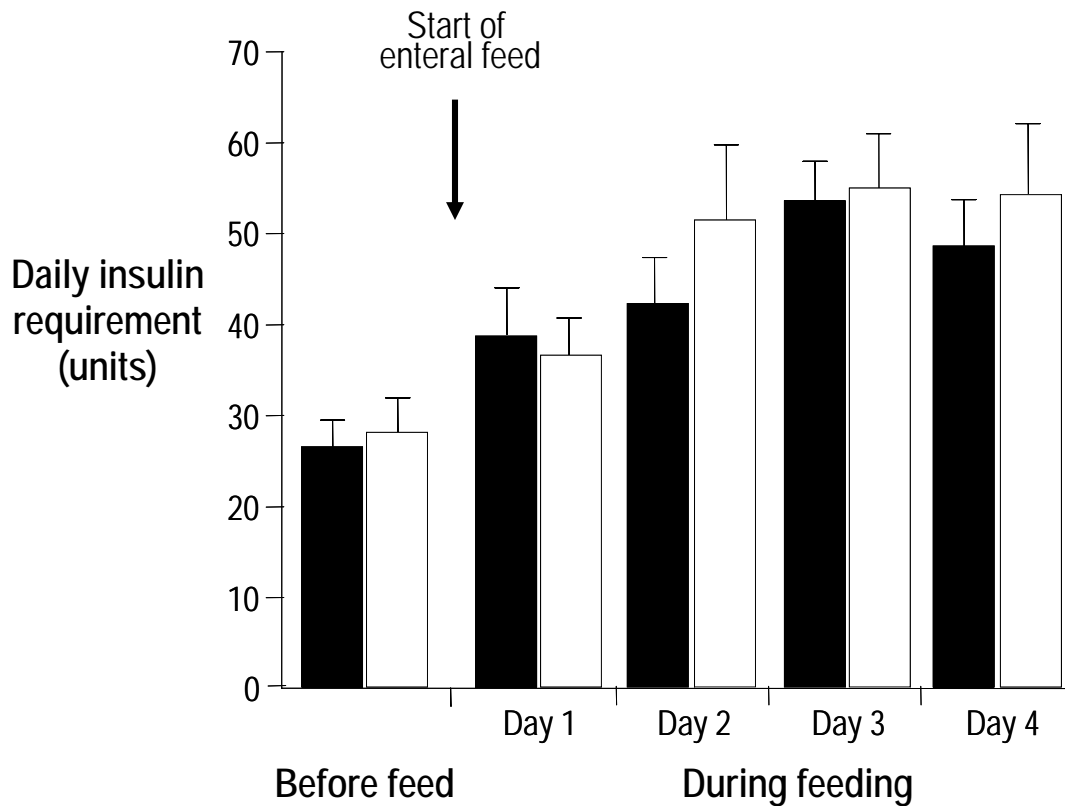 Start of
enteral feed
70
60
50
40
30
20
10
0
Daily insulin
requirement
(units)
Day 1
Day 2
Day 3
Day 4
Before feed
During feeding